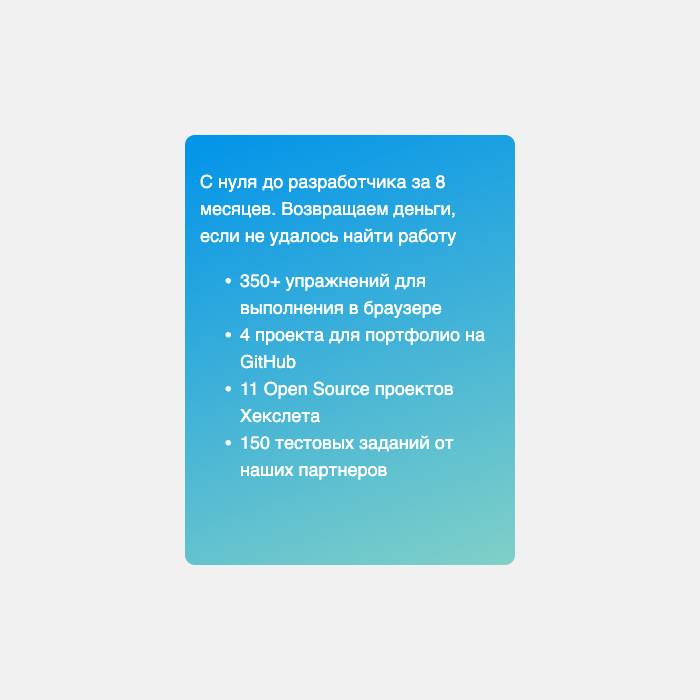 С нуля до разработчика за 8
месяцев. Возвращаем деньги,
если не удалось найти работу
• 350+ упражнений для
выполнения в браузере
• 4 проекта для портфолио на
GitHub
• 11 Open Source проектов
Хекслета
• 150 тестовых заданий от
наших партнеров